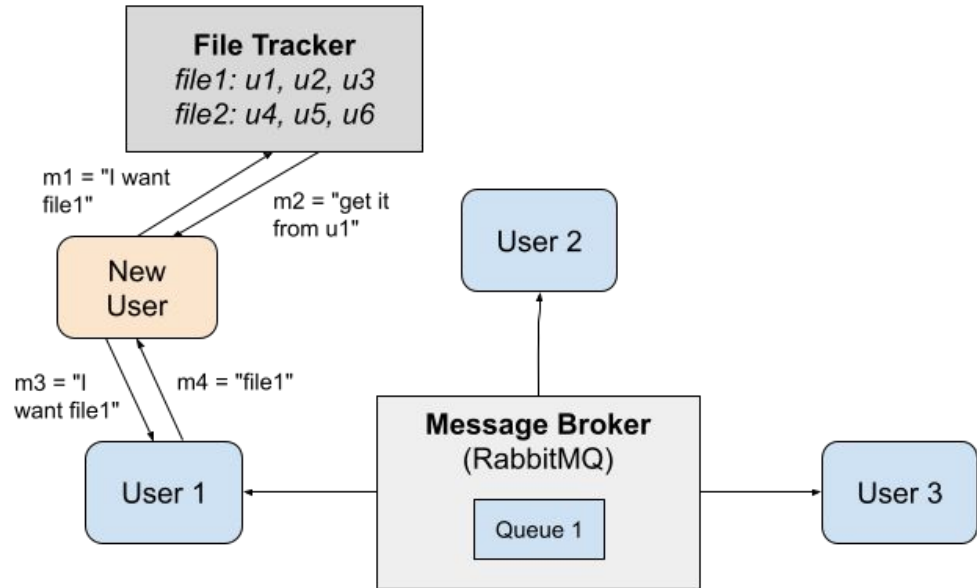 File Tracker
file1: u1, u2, u3
file2: u4, u5, u6
m1 = "I want
file1"
m2 = "get it
from u1"
User 2
New
User
m3 = "I
want file1"
m4 = "file1"
Message Broker
(RabbitMQ)
User 1
Queue 1
User 3